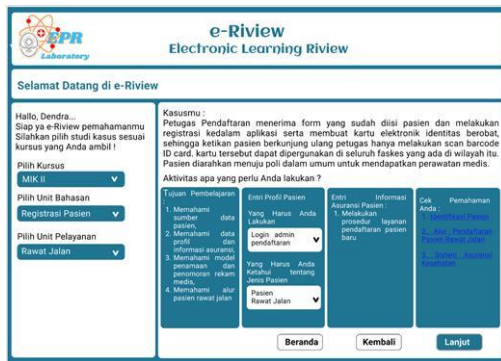 EPR
Laboratory
e-Riview
Electronic Learning Riview
Selamat Datang di e-Riview
Hallo, Dendra...
Siap ya e-Riview pemahamanmu
Silahkan pilih studi kasus sesuai
kursus yang Anda ambil !
Pilih Kursus
MIK II
Pilih Unit Bahasan
Registrasi Pasien
Pilih Unit Pelayanan
Rawat Jalan
Kasusmu :
Petugas Pendaftaran menerima form yang sudah diisi pasien dan melakukan
registrasi kedalam aplikasi serta membuat kartu elektronik identitas berobat,
sehingga ketikan pasien berkunjung ulang petugas hanya melakukan scan barcode
ID card. kartu tersebut dapat dipergunakan di seluruh faskes yang ada di wilayah itu.
Pasien diarahkan menuju poli dalam umum untuk mendapatkan perawatan medis.
Aktivitas apa yang perlu Anda lakukan ?
Tujuan Pembelajaran
:
1. Memahami
sumber data
pasien,
2. Memahami data
profil dan
informasi asuransi,
3. Memahami model
penamaan dan
penomoran rekam
medis,
4. Memahami alur
pasien rawat jalan
Entri Profil Pasien
Yang Harus Anda
Lakukan
Login admin
pendaftaran
Yang Harus Anda
Ketahui tentang
Jenis Pasien
Pasien
Rawat Jalan
Entri Informasi
Asuransi Pasien :
1. Melakukan
prosedur layanan
pendaftaran pasien
baru
Cek Pemahaman
Anda :
1. Identifikasi Pasien
2. Alur Pendaftaran
Pasien Rawat Jalan
3. Sistem Asuransi
Kesehatan
Beranda
Kembali
Lanjut